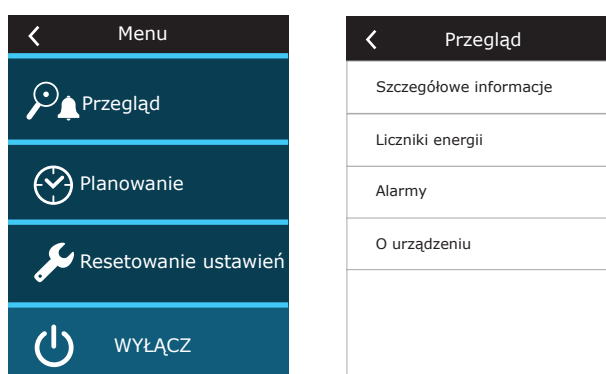 Menu
Przegląd
Planowanie
Resetowanie ustawień
WYŁĄCZ
Przegląd
Szczegółowe informacje
Liczniki energii
Alarmy
O urządzeniu